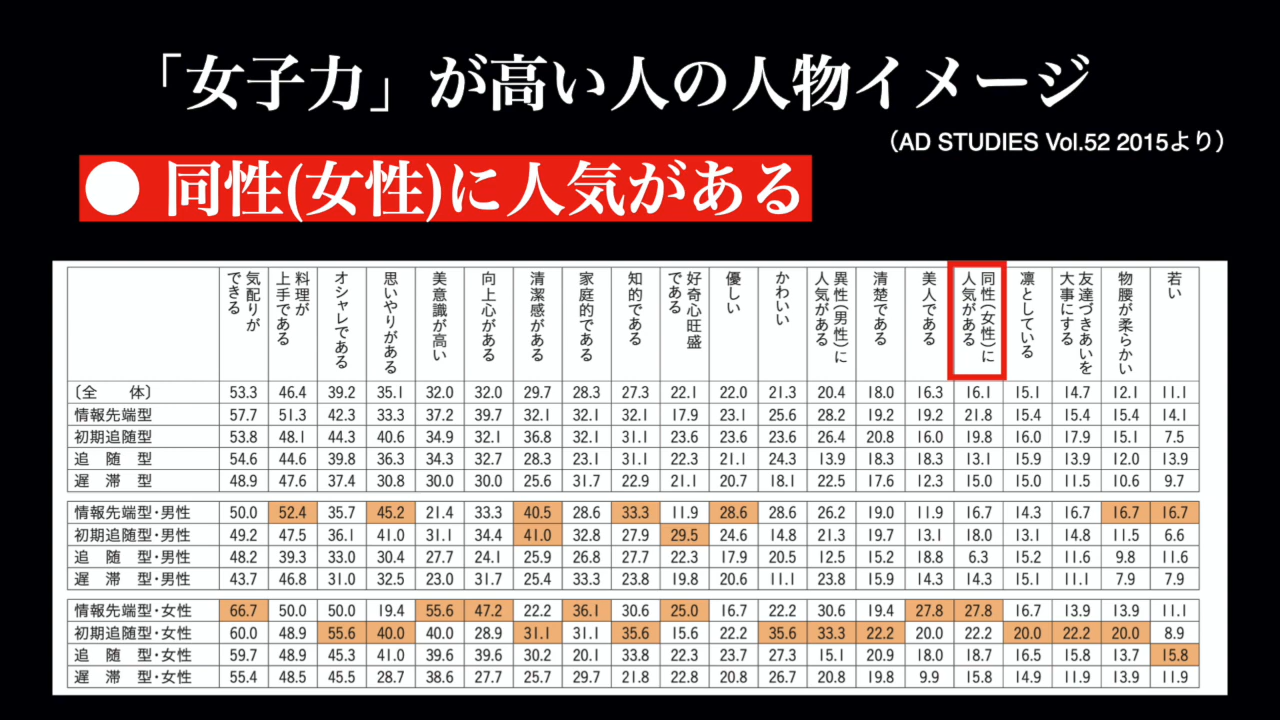 「女子力」が高い人の人物イメージ
（AD STUDIES Vol.52 2015より）
● 同性(女性)に人気がある
気配りができる 料理が上手である オシャレである 思いやりがある 美意識が高い 向上心がある 清潔感がある 家庭的である 知的である 好奇心旺盛である 優しい かわいい 異性(男性)に人気がある 清楚である 美人である 同性(女性)に人気がある 凛としている 友達づきあいを大事にする 物腰が柔らかい 若い
〔全 体〕 53.3 46.4 39.2 35.1 32.0 32.0 29.7 28.3 27.3 22.1 22.0 21.3 20.4 18.0 16.3 16.1 15.1 14.7 12.1 11.1
情報先端型 57.7 51.3 42.3 33.3 37.2 39.7 32.1 32.1 32.1 17.9 23.1 25.6 28.2 19.2 19.2 21.8 15.4 15.4 15.4 14.1
初期追随型 53.8 48.1 44.3 40.6 34.9 32.1 36.8 32.1 31.1 23.6 23.6 23.6 26.4 20.8 16.0 19.8 16.0 17.9 15.1 7.5
追 随 型 54.6 44.6 39.8 36.3 34.3 32.7 28.3 23.1 31.1 22.3 21.1 24.3 13.9 18.3 18.3 13.1 15.9 13.9 12.0 13.9
遅 滞 型 48.9 47.6 37.4 30.8 30.0 30.0 25.6 31.7 22.9 21.1 20.7 18.1 22.5 17.6 12.3 15.0 15.0 11.5 10.6 9.7
情報先端型・男性 50.0 52.4 35.7 45.2 21.4 33.3 40.5 28.6 33.3 11.9 28.6 28.6 26.2 19.0 11.9 16.7 14.3 16.7 16.7 16.7
初期追随型・男性 49.2 47.5 36.1 41.0 31.1 34.4 41.0 32.8 27.9 29.5 24.6 14.8 21.3 19.7 13.1 18.0 13.1 14.8 11.5 6.6
追 随 型・男性 48.2 39.3 33.0 30.4 27.7 24.1 25.9 26.8 27.7 22.3 17.9 20.5 12.5 15.2 18.8 6.3 15.2 11.6 9.8 11.6
遅 滞 型・男性 43.7 46.8 31.0 32.5 23.0 31.7 25.4 33.3 23.8 19.8 20.6 11.1 23.8 15.9 14.3 14.3 15.1 11.1 7.9 7.9
情報先端型・女性 66.7 50.0 50.0 19.4 55.6 47.2 22.2 36.1 30.6 25.0 16.7 22.2 30.6 19.4 27.8 27.8 16.7 13.9 13.9 11.1
初期追随型・女性 60.0 48.9 55.6 40.0 40.0 28.9 31.1 31.1 35.6 15.6 22.2 35.6 33.3 22.2 20.0 22.2 20.0 22.2 20.0 8.9
追 随 型・女性 59.7 48.9 45.3 41.0 39.6 39.6 30.2 20.1 33.8 22.3 23.7 27.3 15.1 20.9 18.0 18.7 16.5 15.8 13.7 15.8
遅 滞 型・女性 55.4 48.5 45.5 28.7 38.6 27.7 25.7 29.7 21.8 22.8 20.8 26.7 20.8 19.8 9.9 15.8 14.9 11.9 13.9 11.9